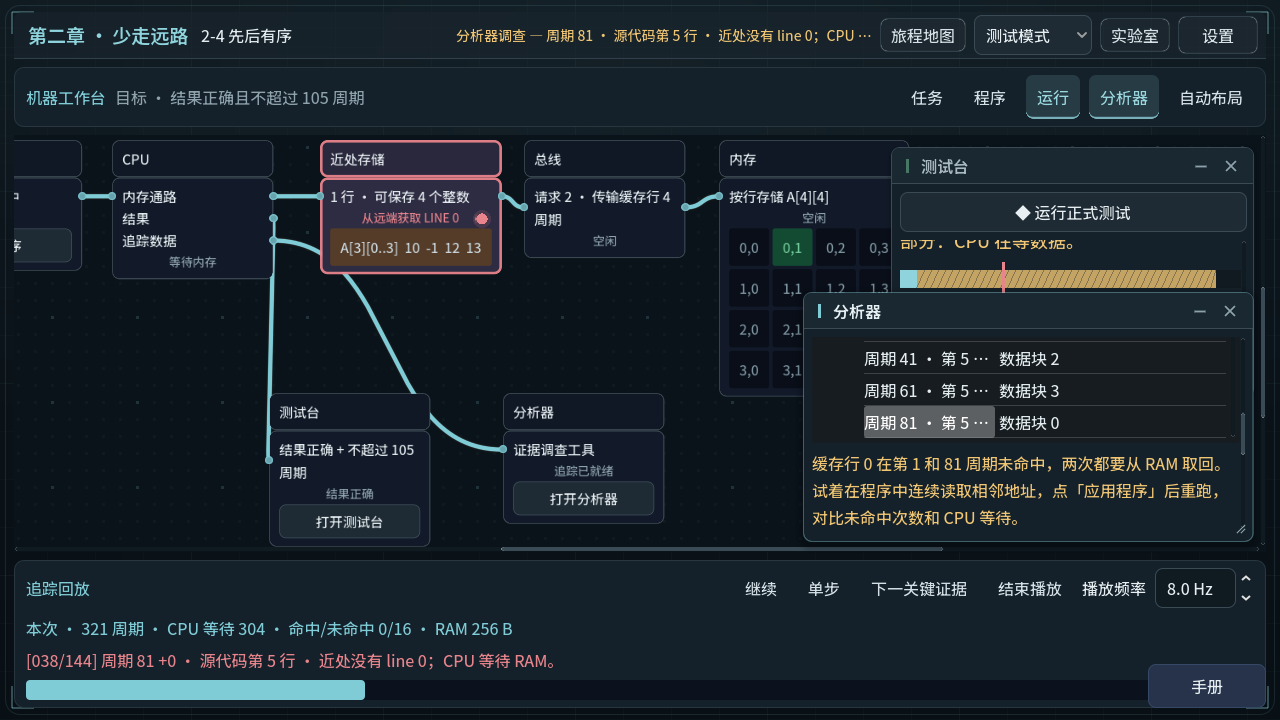 第二章 · 少走远路 2-4 先后有序
分析器调查 — 周期 81 · 源代码第 5 行 · 近处没有 line 0；CPU …
旅程地图
测试模式
实验室
设置
机器工作台 目标 · 结果正确且不超过 105 周期
任务
程序
运行
分析器
自动布局
CPU
内存通路
结果
追踪数据
等待内存
近处存储
1 行 · 可保存 4 个整数
从远端获取 LINE 0
A[3][0..3] 10 -1 12 13
总线
请求 2 · 传输缓存行 4
周期
空闲
内存
按行存储 A[4][4]
空闲
0,0 0,1 0,2 0,3
1,0 1,1 1,2 1,3
2,0 2,1
3,0 3,1
测试台
◆ 运行正式测试
部分：CPU 在等数据。
分析器
周期 41 · 第 5 … 数据块 2
周期 61 · 第 5 … 数据块 3
周期 81 · 第 5 … 数据块 0
缓存行 0 在第 1 和 81 周期未命中，两次都要从 RAM 取回。
试着在程序中连续读取相邻地址，点「应用程序」后重跑，
对比未命中次数和 CPU 等待。
测试台
结果正确 + 不超过 105
周期
结果正确
打开测试台
分析器
证据调查工具
追踪已就绪
打开分析器
追踪回放
继续
单步
下一关键证据
结束播放
播放频率
8.0 Hz
本次 · 321 周期 · CPU 等待 304 · 命中/未命中 0/16 · RAM 256 B
[038/144] 周期 81 +0 · 源代码第 5 行 · 近处没有 line 0；CPU 等待 RAM。
手册